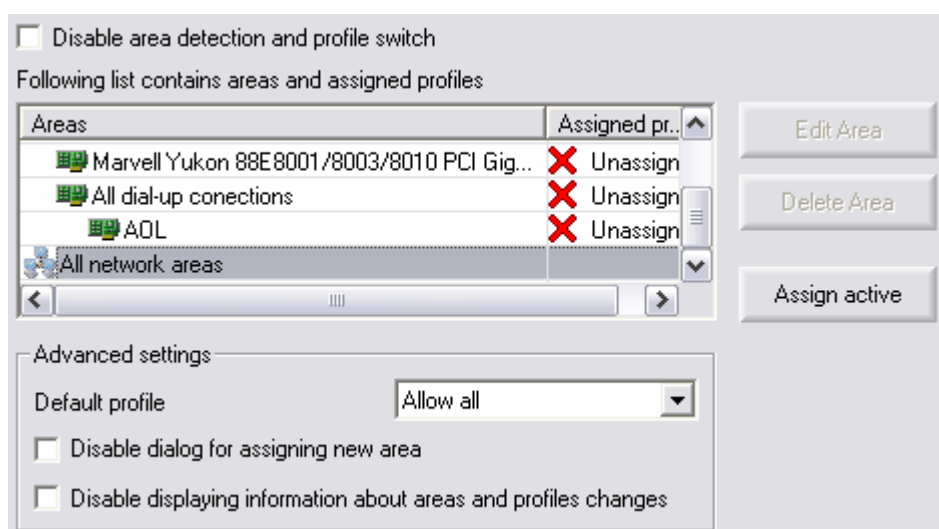 Disable area detection and profile switch
Following list contains areas and assigned profiles
Areas Assigned pr..
Marvell Yukon 88E8001/8003/8010 PCI Gig... Unassign
All dial-up conections Unassign
AOL Unassign
All network areas
Edit Area
Delete Area
Assign active
Advanced settings
Default profile Allow all
Disable dialog for assigning new area
Disable displaying information about areas and profiles changes